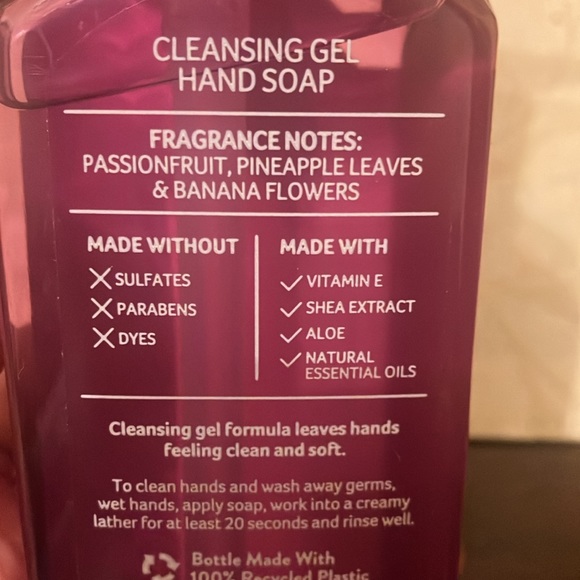 CLEANSING GEL
HAND SOAP
FRAGRANCE NOTES:
PASSIONFRUIT, PINEAPPLE LEAVES
& BANANA FLOWERS
MADE WITHOUT
SULFATES
PARABENS
DYES
MADE WITH
VITAMIN E
SHEA EXTRACT
ALOE
NATURAL
ESSENTIAL OILS
Cleansing gel formula leaves hands
feeling clean and soft.
To clean hands and wash away germs,
wet hands, apply soap, work into a creamy
lather for at least 20 seconds and rinse well.
Bottle Made With
100% Recycled Plastic